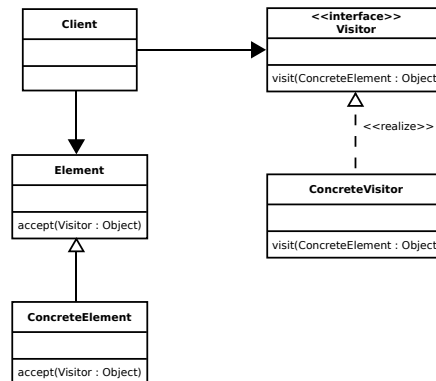 Client
<<interface>>
Visitor
visit(ConcreteElement : Object
<<realize>>
Element
accept(Visitor : Object)
ConcreteVisitor
visit(ConcreteElement : Object
ConcreteElement
accept(Visitor : Object)